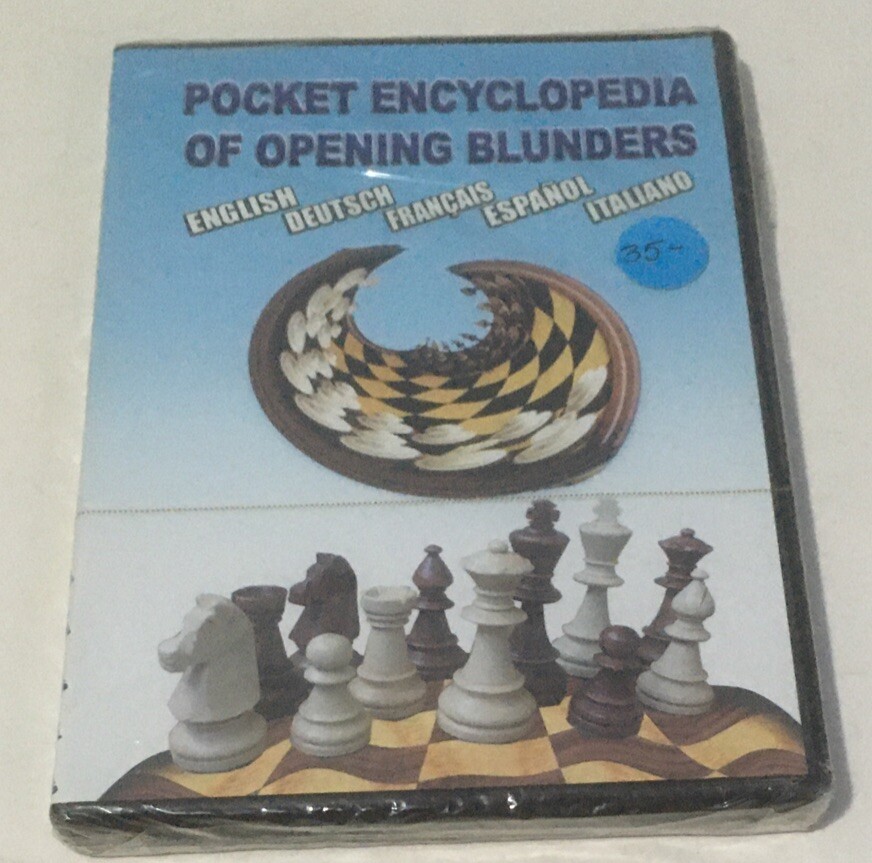 POCKET ENCYCLOPEDIA
OF OPENING BLUNDERS
ENGLISH DEUTSCH FRANÇAIS ESPAÑOL ITALIANO
35-